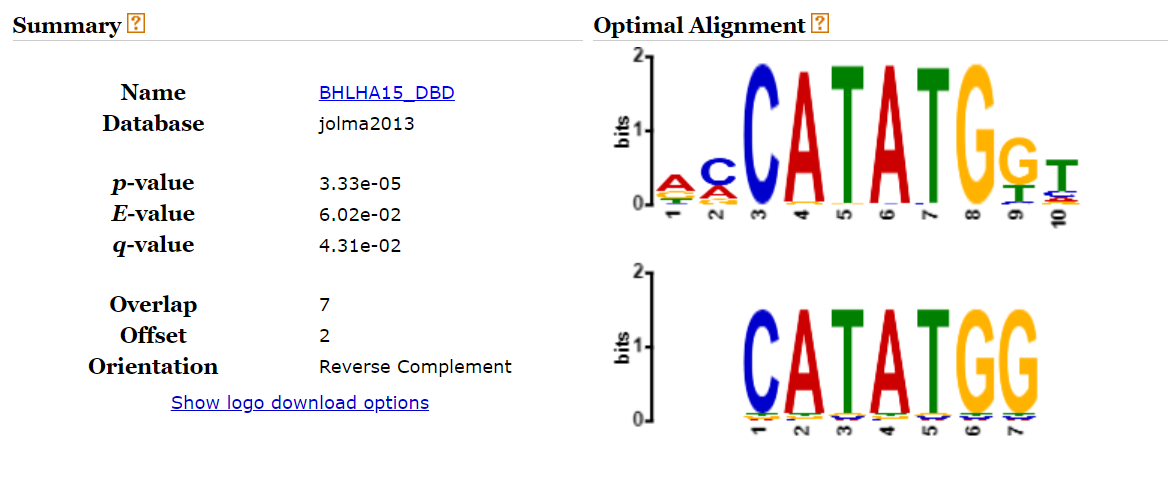 Summary ?
Name BHLHA15_DBD
Database jolma2013
p-value 3.33e-05
E-value 6.02e-02
q-value 4.31e-02
Overlap 7
Offset 2
Orientation Reverse Complement
Show logo download options
Optimal Alignment ?
2
bits
1
0
CATATG
1 2 3 4 5 6 7 8 9 10
2
bits
1
0
CATATGG
1 2 3 4 5 6 7